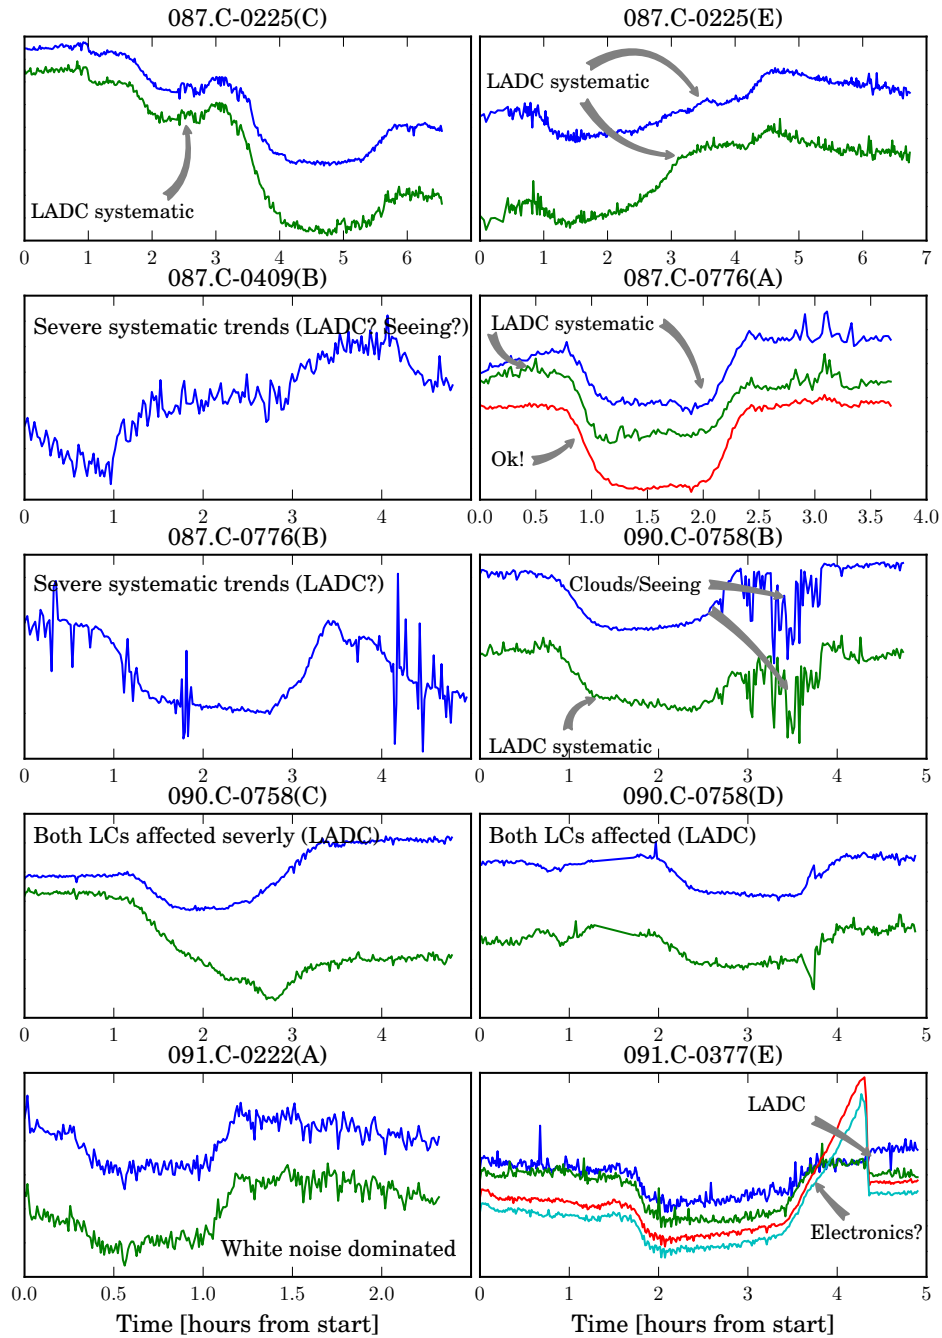 087.C-0225(C)
087.C-0225(E)
LADC systematic
LADC systematic
0 1 2 3 4 5 6
0 1 2 3 4 5 6 7
087.C-0409(B)
087.C-0776(A)
Severe systematic trends (LADC? Seeing?)
LADC systematic
Ok!
0 1 2 3 4
0.0 0.5 1.0 1.5 2.0 2.5 3.0 3.5 4.0
087.C-0776(B)
090.C-0758(B)
Severe systematic trends (LADC?)
Clouds/Seeing
LADC systematic
0 1 2 3 4
0 1 2 3 4 5
090.C-0758(C)
090.C-0758(D)
Both LCs affected severly (LADC)
Both LCs affected (LADC)
0 1 2 3 4
0 1 2 3 4 5
091.C-0222(A)
091.C-0377(E)
White noise dominated
LADC
Electronics?
0.0 0.5 1.0 1.5 2.0
0 1 2 3 4 5
Time [hours from start]
Time [hours from start]